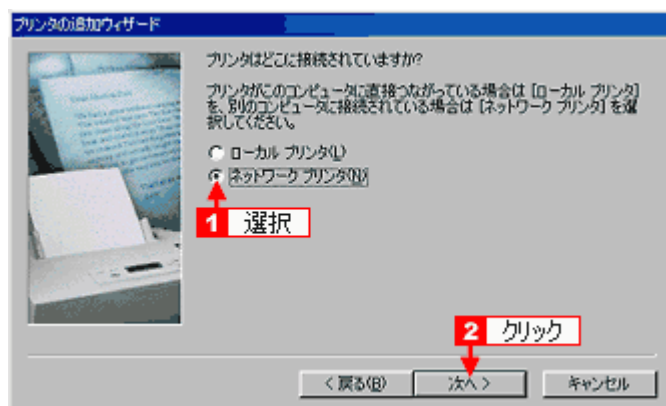 プリンタの追加ウィザード
プリンタはどこに接続されていますか?
プリンタがこのコンピュータに直接つながっている場合は [ローカル プリンタ]
を、別のコンピュータに接続されている場合は [ネットワーク プリンタ] を選
択してください。
ローカル プリンタ(L)
ネットワーク プリンタ(N)
1 選択
2 クリック
< 戻る(B)
次へ >
キャンセル